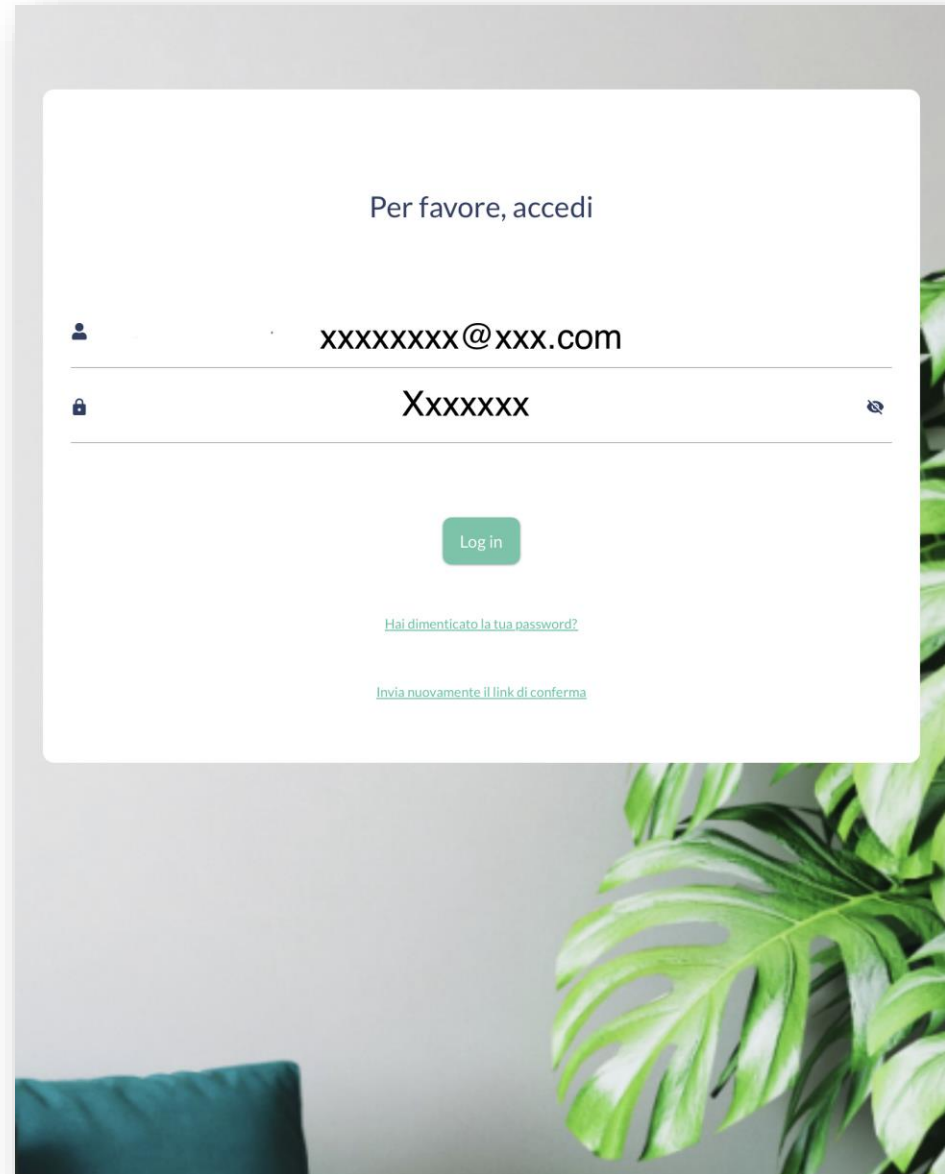 Per favore, accedi
xxxxxxxx@xxx.com
Xxxxxxx
Log in
Hai dimenticato la tua password?
Invia nuovamente il link di conferma